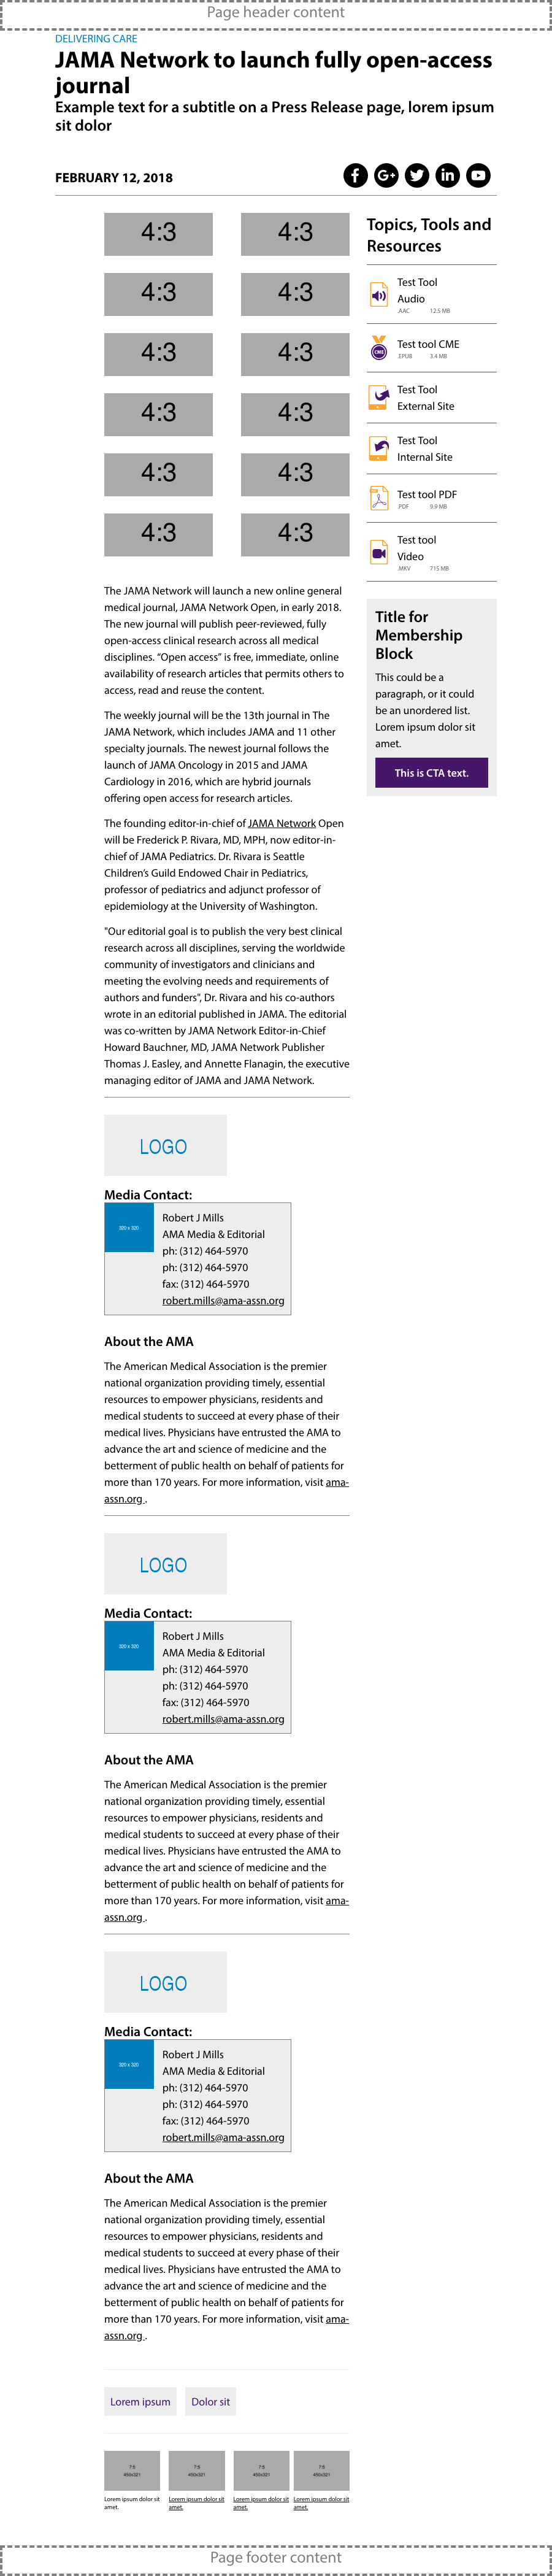 Page header content
DELIVERING CARE
JAMA Network to launch fully open-access
journal
Example text for a subtitle on a Press Release page, lorem ipsum
sit dolor
FEBRUARY 12, 2018
4:3 4:3
4:3 4:3
4:3 4:3
4:3 4:3
4:3 4:3
4:3 4:3
The JAMA Network will launch a new online general
medical journal, JAMA Network Open, in early 2018.
The new journal will publish peer-reviewed, fully
open-access clinical research across all medical
disciplines. “Open access” is free, immediate, online
availability of research articles that permits others to
access, read and reuse the content.
The weekly journal will be the 13th journal in The
JAMA Network, which includes JAMA and 11 other
specialty journals. The newest journal follows the
launch of JAMA Oncology in 2015 and JAMA
Cardiology in 2016, which are hybrid journals
offering open access for research articles.
The founding editor-in-chief of JAMA Network Open
will be Frederick P. Rivara, MD, MPH, now editor-in-
chief of JAMA Pediatrics. Dr. Rivara is Seattle
Children’s Guild Endowed Chair in Pediatrics,
professor of pediatrics and adjunct professor of
epidemiology at the University of Washington.
"Our editorial goal is to publish the very best clinical
research across all disciplines, serving the worldwide
community of investigators and clinicians and
meeting the evolving needs and requirements of
authors and funders", Dr. Rivara and his co-authors
wrote in an editorial published in JAMA. The editorial
was co-written by JAMA Network Editor-in-Chief
Howard Bauchner, MD, JAMA Network Publisher
Thomas J. Easley, and Annette Flanagin, the executive
managing editor of JAMA and JAMA Network.
LOGO
Media Contact:
320 x 320
Robert J Mills
AMA Media & Editorial
ph: (312) 464-5970
ph: (312) 464-5970
fax: (312) 464-5970
robert.mills@ama-assn.org
About the AMA
The American Medical Association is the premier
national organization providing timely, essential
resources to empower physicians, residents and
medical students to succeed at every phase of their
medical lives. Physicians have entrusted the AMA to
advance the art and science of medicine and the
betterment of public health on behalf of patients for
more than 170 years. For more information, visit ama-
assn.org .
LOGO
Media Contact:
320 x 320
Robert J Mills
AMA Media & Editorial
ph: (312) 464-5970
ph: (312) 464-5970
fax: (312) 464-5970
robert.mills@ama-assn.org
About the AMA
The American Medical Association is the premier
national organization providing timely, essential
resources to empower physicians, residents and
medical students to succeed at every phase of their
medical lives. Physicians have entrusted the AMA to
advance the art and science of medicine and the
betterment of public health on behalf of patients for
more than 170 years. For more information, visit ama-
assn.org .
LOGO
Media Contact:
320 x 320
Robert J Mills
AMA Media & Editorial
ph: (312) 464-5970
ph: (312) 464-5970
fax: (312) 464-5970
robert.mills@ama-assn.org
About the AMA
The American Medical Association is the premier
national organization providing timely, essential
resources to empower physicians, residents and
medical students to succeed at every phase of their
medical lives. Physicians have entrusted the AMA to
advance the art and science of medicine and the
betterment of public health on behalf of patients for
more than 170 years. For more information, visit ama-
assn.org .
Lorem ipsum Dolor sit
7:5 7:5 7:5 7:5
450x321 450x321 450x321 450x321
Lorem ipsum dolor sit Lorem ipsum dolor sit Lorem ipsum dolor sit Lorem ipsum dolor sit
amet. amet. amet. amet.
Topics, Tools and
Resources
Test Tool
Audio
.AAC 12.5 MB
CME
Test tool CME
.EPUB 3.4 MB
Test Tool
External Site
Test Tool
Internal Site
Test tool PDF
.PDF 9.9 MB
Test tool
Video
.MKV 715 MB
Title for
Membership
Block
This could be a
paragraph, or it could
be an unordered list.
Lorem ipsum dolor sit
amet.
This is CTA text.
Page footer content